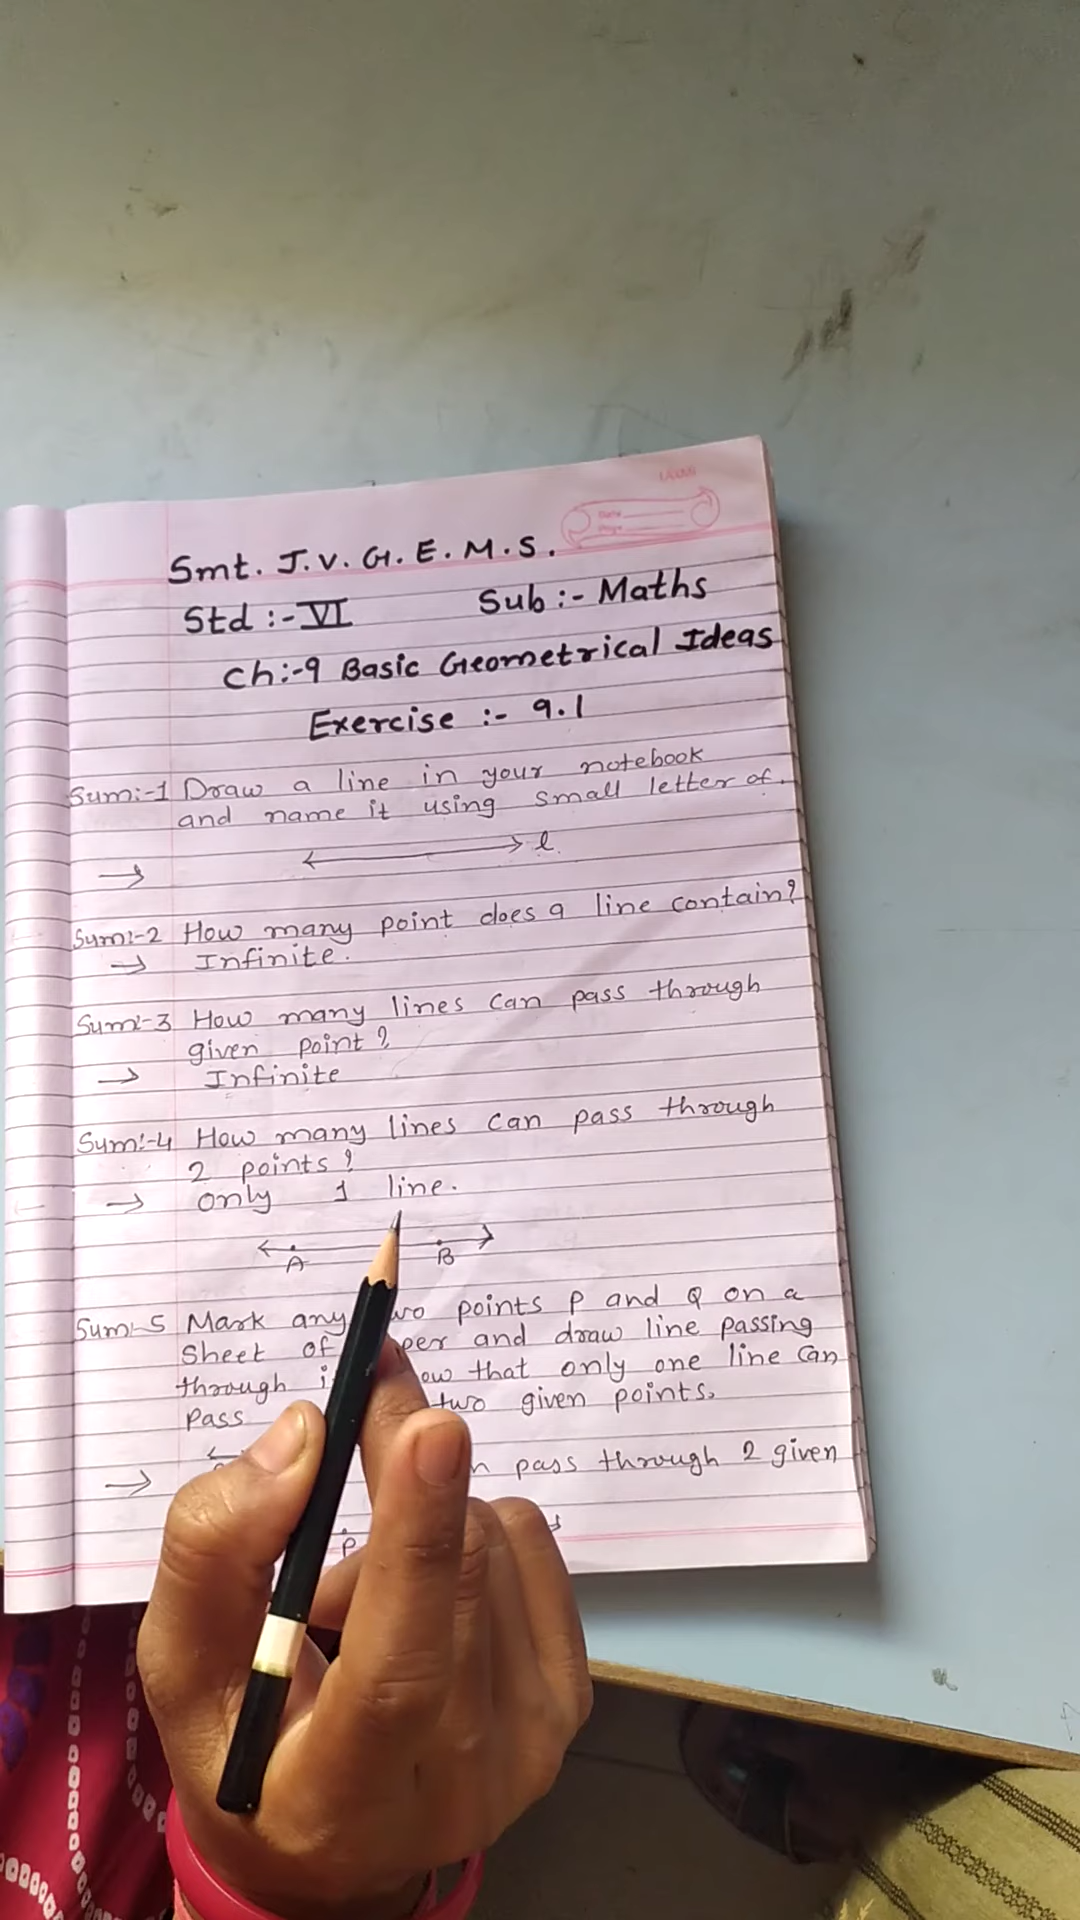 Smt. J.V.G.E.M.S.
Std :- VI Sub :- Maths
Ch:-9 Basic Geometrical Ideas
Exercise :- 9.1
Sum:-1 Draw a line in your notebook
and name it using small letter of.
→ l
Sum:-2 How many point does a line contain?
→ Infinite.
Sum:-3 How many lines can pass through
given point?
→ Infinite
Sum:-4 How many lines can pass through
2 points?
→ only 1 line.
A B
Sum:-5 Mark any two points P and Q on a
Sheet of per and draw line passing
through ow that only one line can
Pass two given points.
→ pass through 2 given
P